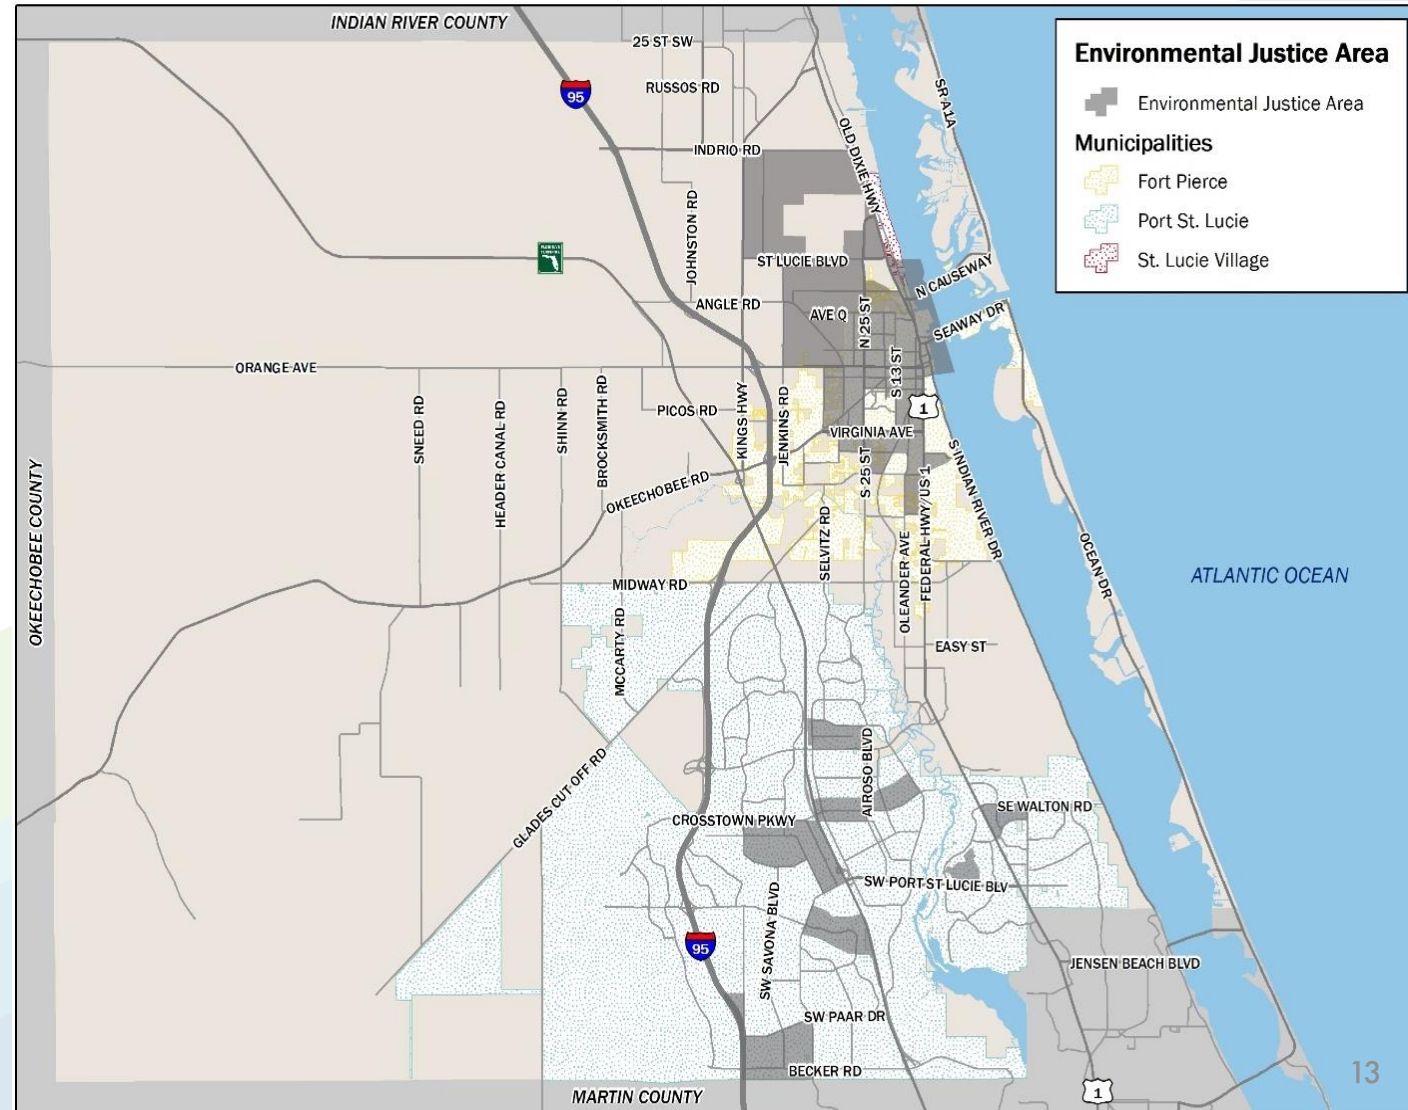 INDIAN RIVER COUNTY
25 ST SW
Environmental Justice Area
95
RUSSOS RD
SR A1A
Environmental Justice Area
Municipalities
OLD DIXIE HWY
INDRIO RD
Fort Pierce
Port St. Lucie
JOHNSTON RD
St. Lucie Village
ST LUCIE BLVD
N CAUSEWAY
ANGLE RD
AVE Q
N 25 ST
SEAWAY DR
ORANGE AVE
S 13 ST
SNEED RD
HEADER CANAL RD
SHINN RD
BROCKSMITH RD
PICOS RD
KINGS HWY
JENKINS RD
1
VIRGINIA AVE
OKEECHOBEE RD
S 25 ST
S INDIAN RIVER DR
OKEECHOBEE COUNTY
SELVITZ RD
OLEANDER AVE
FEDERAL HWY/US 1
OCEAN DR
ATLANTIC OCEAN
MIDWAY RD
MCCARTY RD
EASY ST
GLADES CUT OFF RD
AIROSO BLVD
SE WALTON RD
CROSSTOWN PKWY
SW PORT ST LUCIE BLV
SW SAVONA BLVD
95
JENSEN BEACH BLVD
SW PAAR DR
BECKER RD
13
MARTIN COUNTY
1